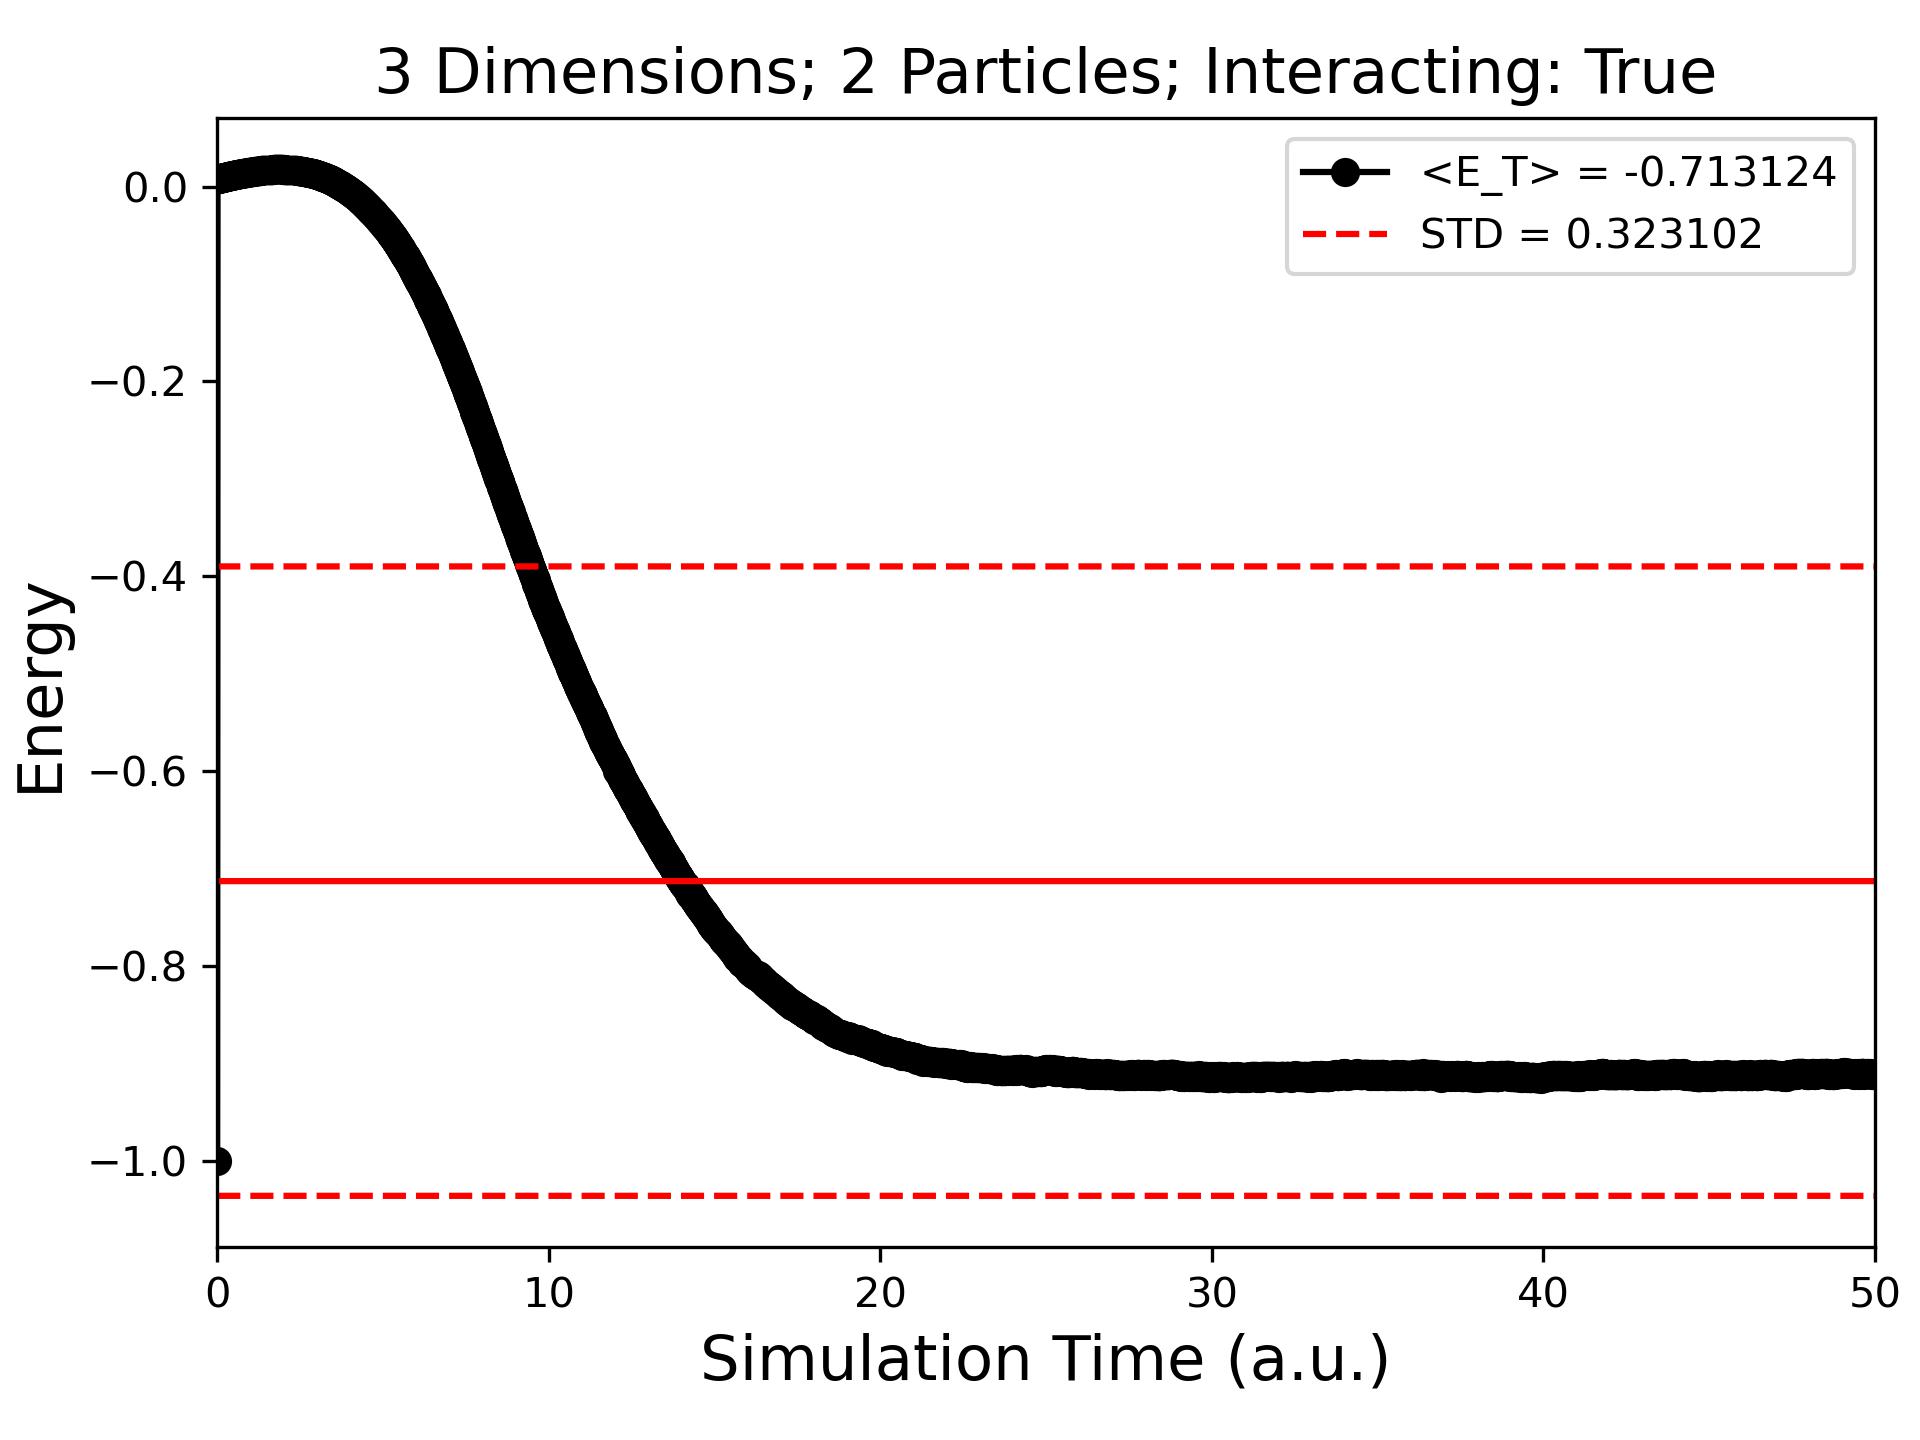 3 Dimensions; 2 Particles; Interacting: True
<E_T> = -0.713124
STD = 0.323102
Energy
0.0
−0.2
−0.4
−0.6
−0.8
−1.0
0 10 20 30 40 50
Simulation Time (a.u.)